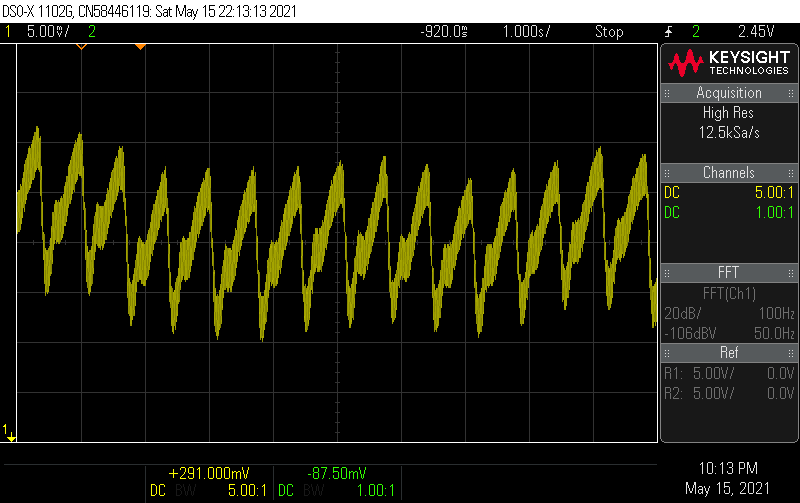 DSO-X 1102G, CN58446119: Sat May 15 22:13:13 2021
1 5.00V/ 2 -920.0ms 1.000s/ Stop 2 2.45V
KEYSIGHT
TECHNOLOGIES
Acquisition
High Res
12.5kSa/s
Channels
DC 5.00:1
DC 1.00:1
FFT
FFT(Ch1)
20dB/ 100Hz
-106dBV 50.0Hz
Ref
R1: 5.00V/ 0.0V
R2: 5.00V/ 0.0V
1
+291.000mV -87.50mV
DC BW 5.00:1 DC BW 1.00:1
10:13 PM
May 15, 2021